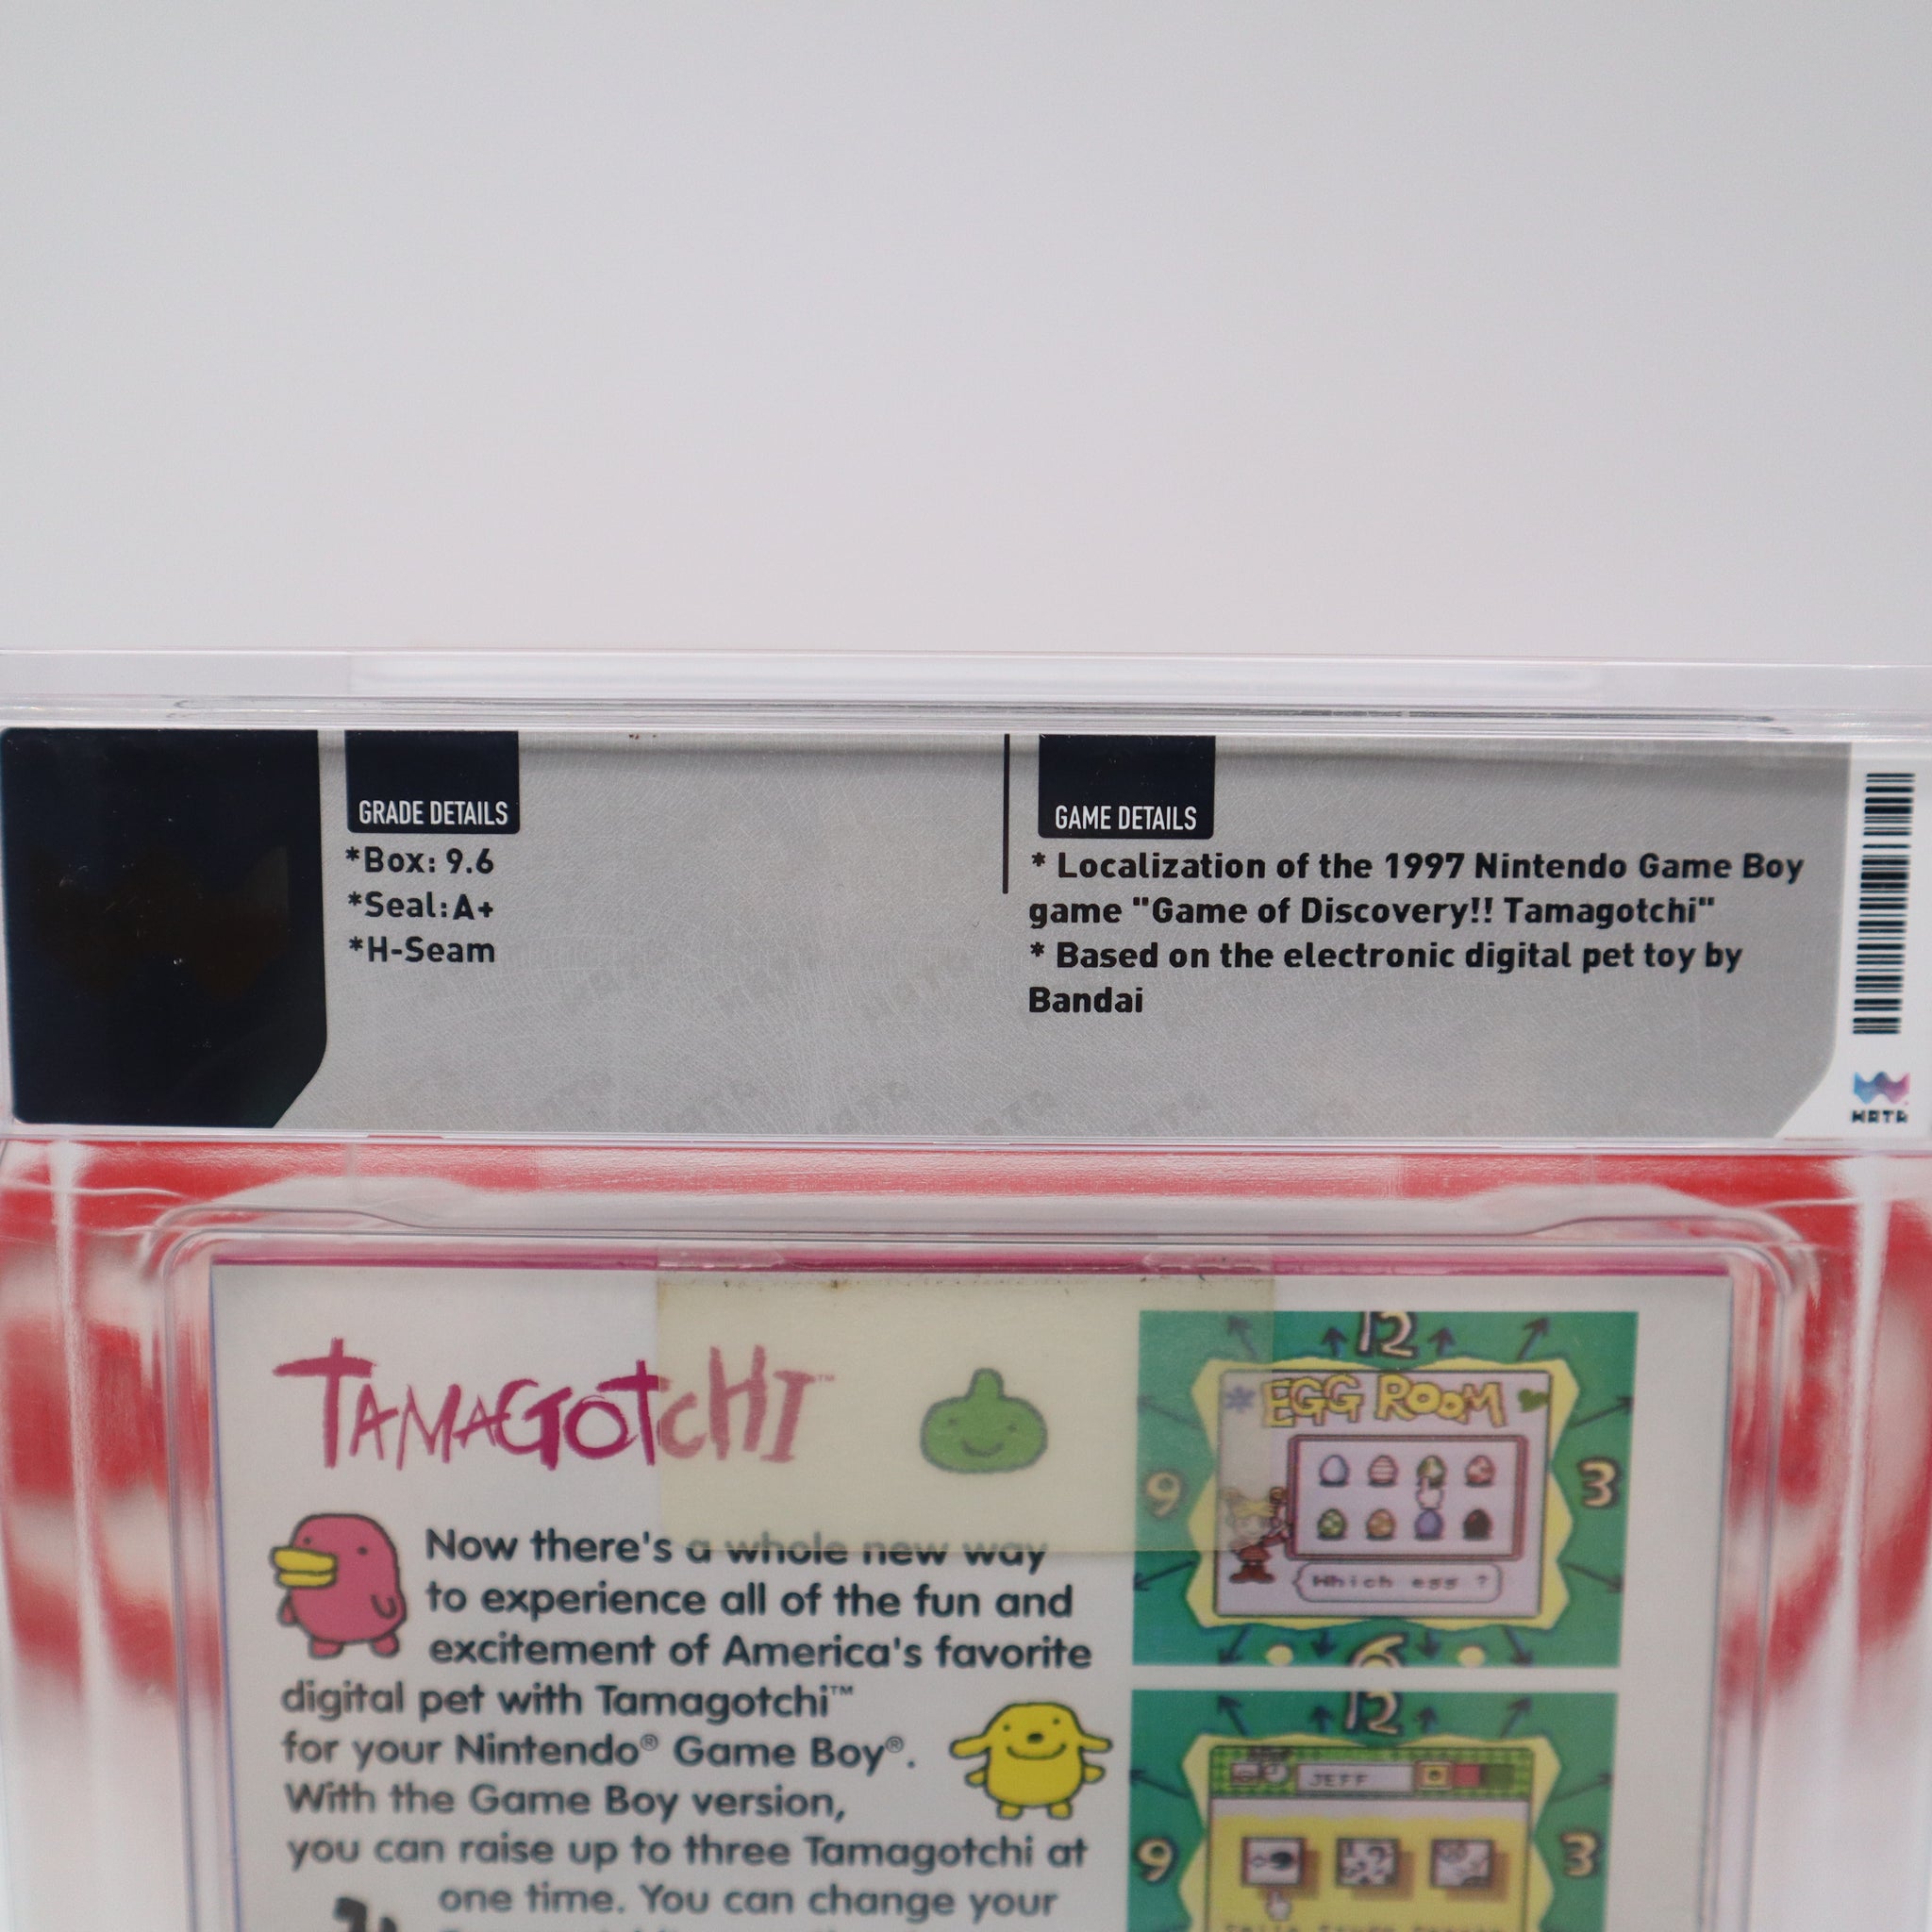 GRADE DETAILS
*Box: 9.6
*Seal:A+
*H-Seam
GAME DETAILS
* Localization of the 1997 Nintendo Game Boy
game "Game of Discovery!! Tamagotchi"
* Based on the electronic digital pet toy by
Bandai
WATA
TAMAGOTCHI™
Now there's a whole new way
to experience all of the fun and
excitement of America's favorite
digital pet with Tamagotchi™
for your Nintendo® Game Boy®.
With the Game Boy version,
you can raise up to three Tamagotchi at
one time. You can change your
12
EGG ROOM
9
3
Which egg ?
6
12
JEFF
9
3